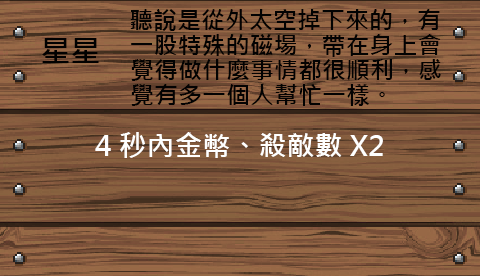 星星
聽說是從外太空掉下來的，有
一股特殊的磁場，帶在身上會
覺得做什麼事情都很順利，感
覺有多一個人幫忙一樣。
4 秒內金幣、殺敵數 X2